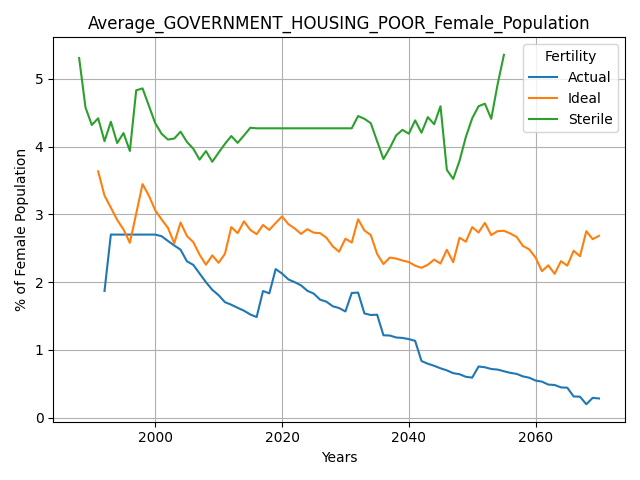 Average_GOVERNMENT_HOUSING_POOR_Female_Population
Fertility
Actual
Ideal
Sterile
% of Female Population
5
4
3
2
1
0
2000 2020 2040 2060
Years